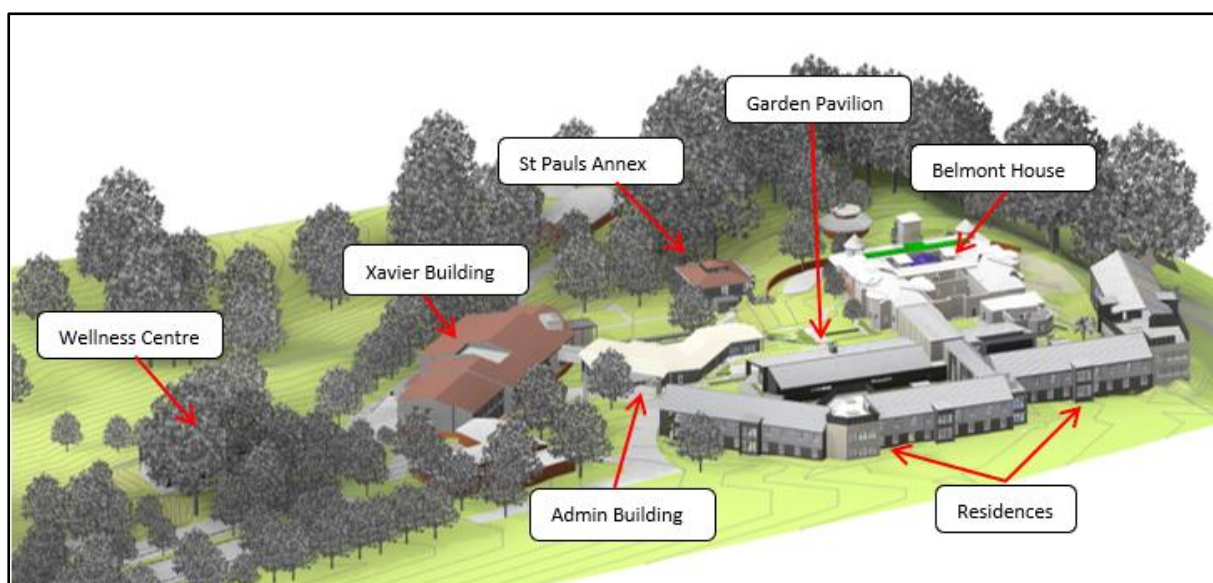 Garden Pavilion
St Pauls Annex
Belmont House
Xavier Building
Wellness Centre
Admin Building
Residences